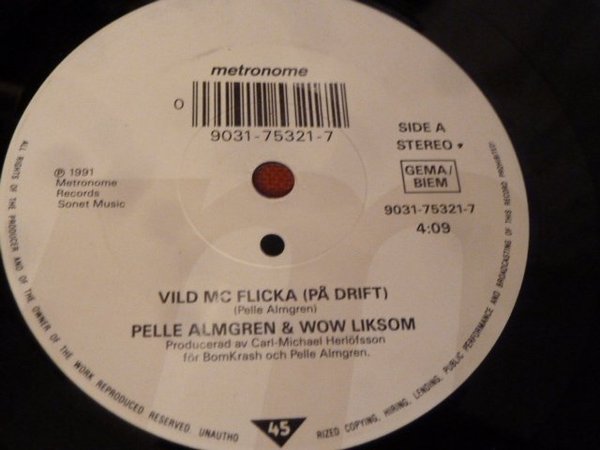 metronome
0
9031-75321-7
SIDE A
STEREO
GEMA/
BIEM
9031-75321-7
4:09
℗ 1991
Metronome
Records
Sonet Music
VILD MC FLICKA (PÅ DRIFT)
(Pelle Almgren)
PELLE ALMGREN & WOW LIKSOM
Producerad av Carl-Michael Herlöfsson
för BomKrash och Pelle Almgren.
45
ALL RIGHTS OF THE PRODUCER AND OF THE OWNER OF THE WORK REPRODUCED RESERVED. UNAUTHO
RIZED COPYING, HIRING, LENDING, PUBLIC PERFORMANCE AND BROADCASTING OF THIS RECORD PROHIBITED